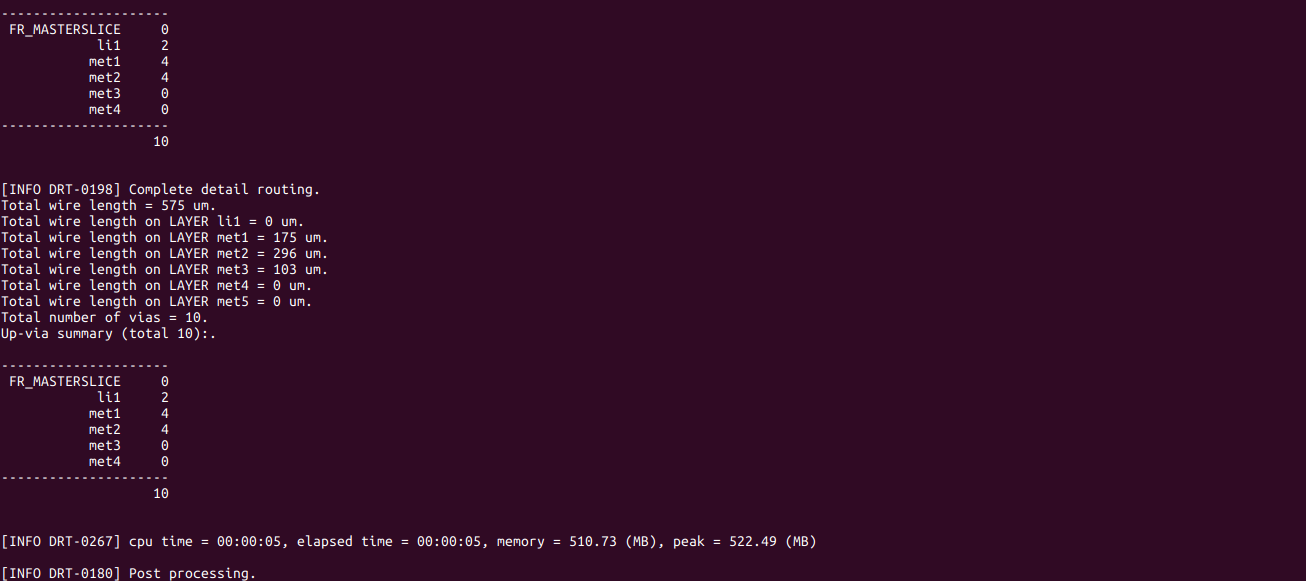 ---------------------
FR_MASTERSLICE 0
li1 2
met1 4
met2 4
met3 0
met4 0
---------------------
10
[INFO DRT-0198] Complete detail routing.
Total wire length = 575 um.
Total wire length on LAYER li1 = 0 um.
Total wire length on LAYER met1 = 175 um.
Total wire length on LAYER met2 = 296 um.
Total wire length on LAYER met3 = 103 um.
Total wire length on LAYER met4 = 0 um.
Total wire length on LAYER met5 = 0 um.
Total number of vias = 10.
Up-via summary (total 10):.
---------------------
FR_MASTERSLICE 0
li1 2
met1 4
met2 4
met3 0
met4 0
---------------------
10
[INFO DRT-0267] cpu time = 00:00:05, elapsed time = 00:00:05, memory = 510.73 (MB), peak = 522.49 (MB)
[INFO DRT-0180] Post processing.